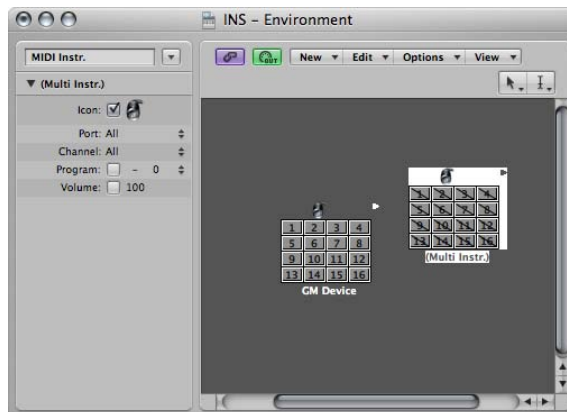 INS – Environment
MIDI Instr.
OUT New Edit Options View
(Multi Instr.)
Icon:
Port: All
Channel: All
Program: - 0
Volume: 100
1 2 3 4
5 6 7 8
9 10 11 12
13 14 15 16
GM Device
1 2 3 4
5 6 7 8
9 10 11 12
13 14 15 16
(Multi Instr.)